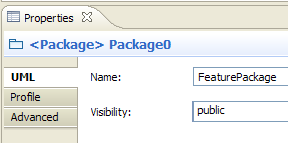 Properties
<Package> Package0
UML
Profile
Advanced
Name: FeaturePackage
Visibility: public